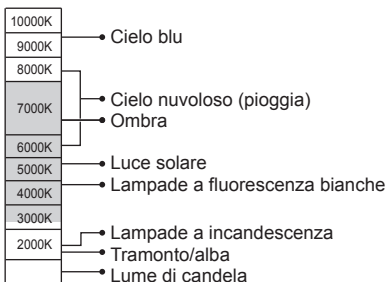 10000K
Cielo blu
9000K
8000K
Cielo nuvoloso (pioggia)
7000K
Ombra
6000K
Luce solare
5000K
Lampade a fluorescenza bianche
4000K
3000K
Lampade a incandescenza
2000K
Tramonto/alba
Lume di candela